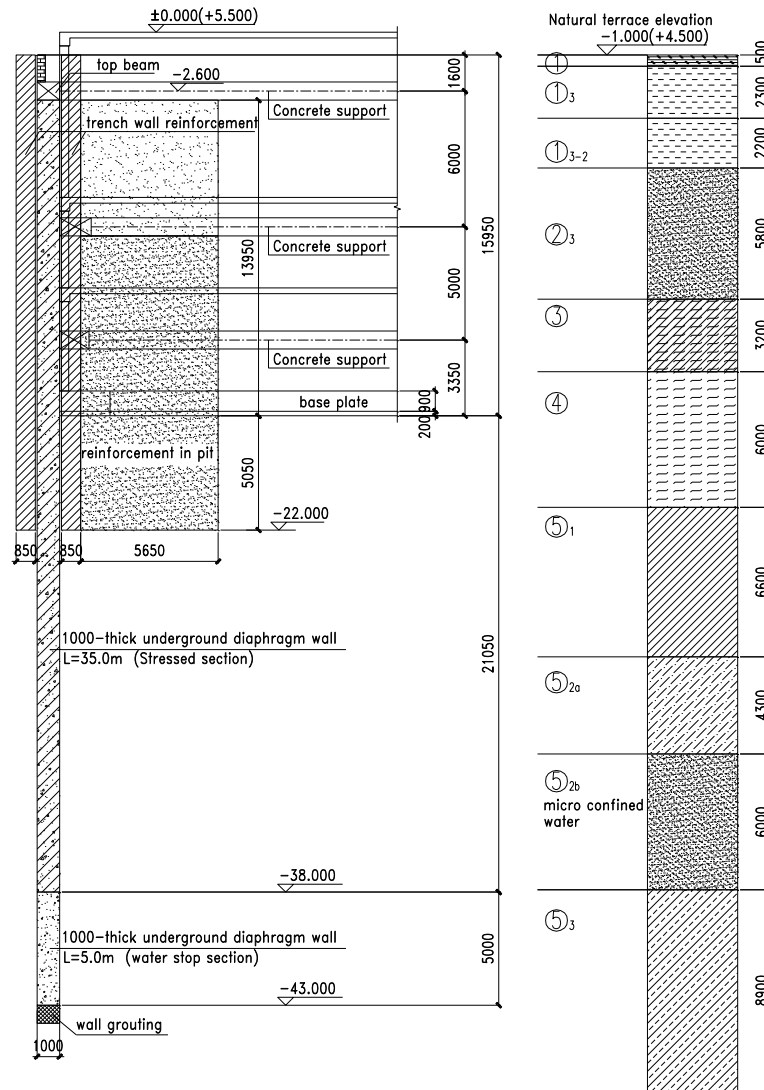 ±0.000(+5.500)
Natural terrace elevation
-1.000(+4.500)
top beam
-2.600
Concrete support
trench wall reinforcement
Concrete support
Concrete support
base plate
reinforcement in pit
-22.000
1600
6000
5000
3350
900
200
13950
5050
15950
21050
5000
850
850
5650
1000-thick underground diaphragm wall
L=35.0m (Stressed section)
-38.000
1000-thick underground diaphragm wall
L=5.0m (water stop section)
-43.000
wall grouting
1000
①
①3
①3-2
②3
③
④
⑤1
⑤2a
⑤2b
micro confined
water
⑤3
500
2300
2200
5800
3200
6000
6600
4300
6000
8900